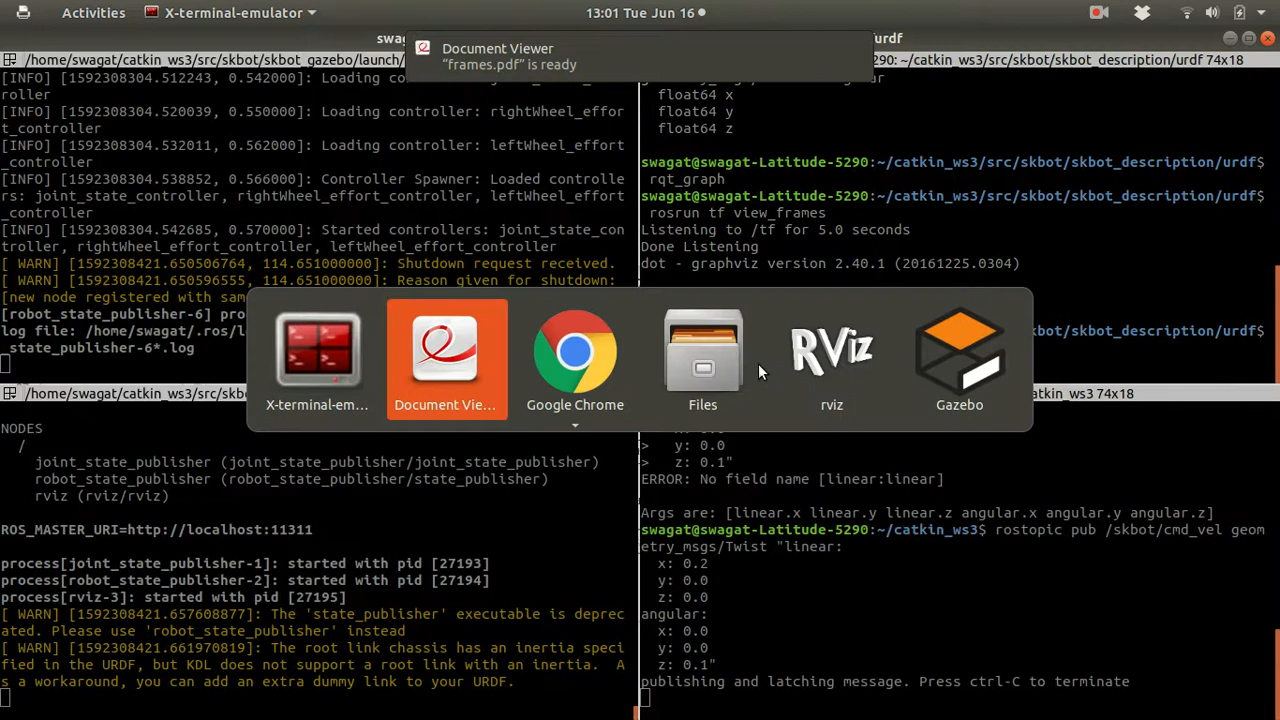 Activities
X-terminal-emulator
13:01 Tue Jun 16
swag
/urdf
Document Viewer
“frames.pdf” is ready
/home/swagat/catkin_ws3/src/skbot/skbot_gazebo/launch/
290: ~/catkin_ws3/src/skbot/skbot_description/urdf 74x18
[INFO] [1592308304.512243, 0.542000]: Loading
roller
[INFO] [1592308304.520039, 0.550000]: Loading controller: rightWheel_effor
t_controller
[INFO] [1592308304.532011, 0.562000]: Loading controller: leftWheel_effort
_controller
[INFO] [1592308304.538852, 0.566000]: Controller Spawner: Loaded controlle
rs: joint_state_controller, rightWheel_effort_controller, leftWheel_effort
_controller
[INFO] [1592308304.542685, 0.570000]: Started controllers: joint_state_con
troller, rightWheel_effort_controller, leftWheel_effort_controller
[ WARN] [1592308421.650506764, 114.651000000]: Shutdown request received.
[ WARN] [1592308421.650596555, 114.651000000]: Reason given for shutdown:
[new node registered with sam
[robot_state_publisher-6] pro
log file: /home/swagat/.ros/l
_state_publisher-6*.log
float64 x
float64 y
float64 z
swagat@swagat-Latitude-5290:~/catkin_ws3/src/skbot/skbot_description/urdf$
rqt_graph
swagat@swagat-Latitude-5290:~/catkin_ws3/src/skbot/skbot_description/urdf$
rosrun tf view_frames
Listening to /tf for 5.0 seconds
Done Listening
dot - graphviz version 2.40.1 (20161225.0304)
/urdf$
X-terminal-em...
Document Vie...
Google Chrome
Files
RViz
rviz
Gazebo
/home/swagat/catkin_ws3/src/s
catkin_ws3 74x18
NODES
/
joint_state_publisher (joint_state_publisher/joint_state_publisher)
robot_state_publisher (robot_state_publisher/state_publisher)
rviz (rviz/rviz)
ROS_MASTER_URI=http://localhost:11311
process[joint_state_publisher-1]: started with pid [27193]
process[robot_state_publisher-2]: started with pid [27194]
process[rviz-3]: started with pid [27195]
[ WARN] [1592308421.657608877]: The 'state_publisher' executable is deprec
ated. Please use 'robot_state_publisher' instead
[ WARN] [1592308421.661970819]: The root link chassis has an inertia speci
fied in the URDF, but KDL does not support a root link with an inertia.  A
s a workaround, you can add an extra dummy link to your URDF.
> y: 0.0
> z: 0.1"
ERROR: No field name [linear:linear]
Args are: [linear.x linear.y linear.z angular.x angular.y angular.z]
swagat@swagat-Latitude-5290:~/catkin_ws3$ rostopic pub /skbot/cmd_vel geom
etry_msgs/Twist "linear:
x: 0.2
y: 0.0
z: 0.0
angular:
x: 0.0
y: 0.0
z: 0.1"
publishing and latching message. Press ctrl-C to terminate